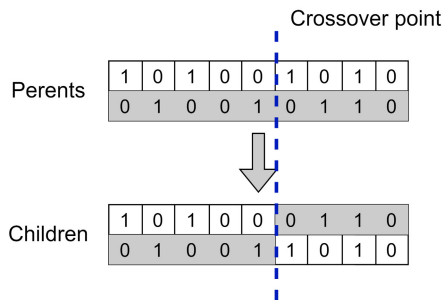 Crossover point
Perents
1 0 1 0 0 1 0 1 0
0 1 0 0 1 0 1 1 0
Children
1 0 1 0 0 0 1 1 0
0 1 0 0 1 1 0 1 0